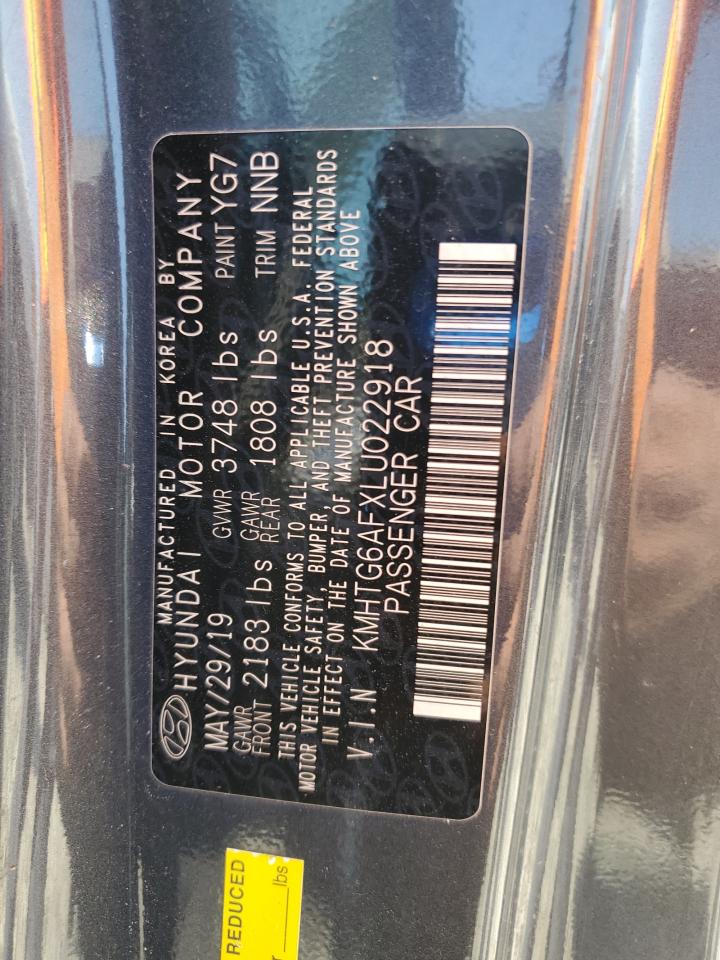 MANUFACTURED IN KOREA BY
HYUNDAI MOTOR COMPANY
MAY/29/19 GVWR 3748 lbs PAINT YG7
GAWR FRONT 2183 lbs GAWR REAR 1808 lbs TRIM NNB
THIS VEHICLE CONFORMS TO ALL APPLICABLE U.S.A. FEDERAL
MOTOR VEHICLE SAFETY, BUMPER, AND THEFT PREVENTION STANDARDS
IN EFFECT ON THE DATE OF MANUFACTURE SHOWN ABOVE
V.I.N KMHTG6AFXLU022918
PASSENGER CAR
REDUCED
lbs